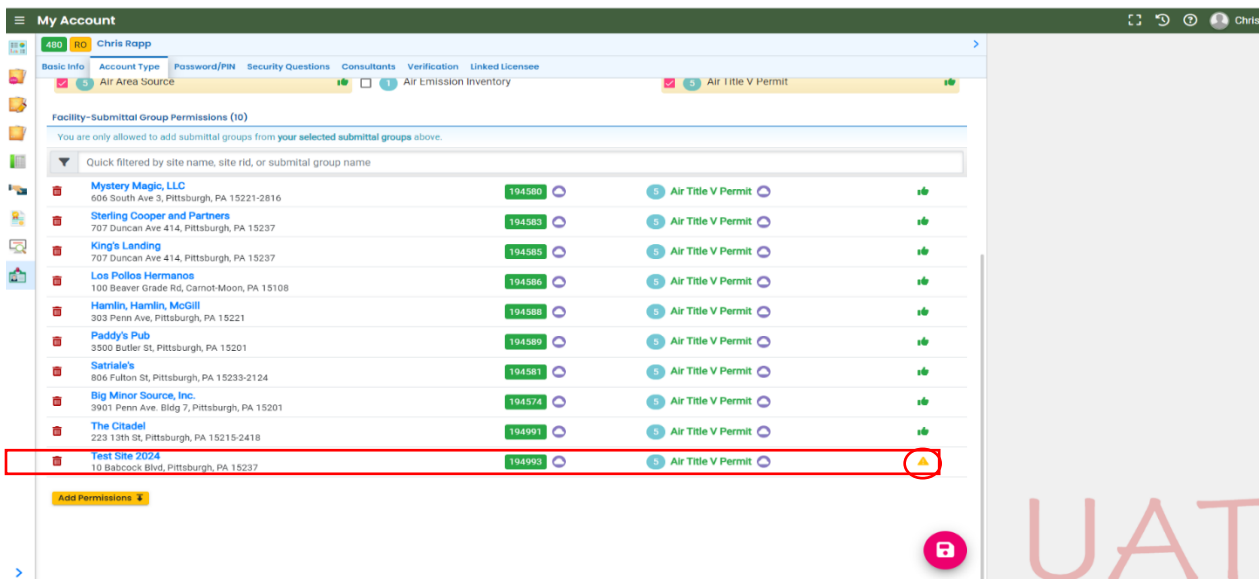 My Account
Chris
480 RO Chris Rapp
Basic Info Account Type Password/PIN Security Questions Consultants Verification Linked Licensee
5 Air Area Source 1 Air Emission Inventory 5 Air Title V Permit
Facility-Submittal Group Permissions (10)
You are only allowed to add submittal groups from your selected submittal groups above.
Quick filtered by site name, site rid, or submital group name
Mystery Magic, LLC
606 South Ave 3, Pittsburgh, PA 15221-2816
194580 5 Air Title V Permit
Sterling Cooper and Partners
707 Duncan Ave 414, Pittsburgh, PA 15237
194583 5 Air Title V Permit
King's Landing
707 Duncan Ave 414, Pittsburgh, PA 15237
194585 5 Air Title V Permit
Los Pollos Hermanos
100 Beaver Grade Rd, Carnot-Moon, PA 15108
194586 5 Air Title V Permit
Hamlin, Hamlin, McGill
303 Penn Ave, Pittsburgh, PA 15221
194588 5 Air Title V Permit
Paddy's Pub
3500 Butler St, Pittsburgh, PA 15201
194589 5 Air Title V Permit
Satriale's
806 Fulton St, Pittsburgh, PA 15233-2124
194581 5 Air Title V Permit
Big Minor Source, Inc.
3901 Penn Ave. Bldg 7, Pittsburgh, PA 15201
194574 5 Air Title V Permit
The Citadel
223 13th St, Pittsburgh, PA 15215-2418
194991 5 Air Title V Permit
Test Site 2024
10 Babcock Blvd, Pittsburgh, PA 15237
194993 5 Air Title V Permit
Add Permissions
UAT